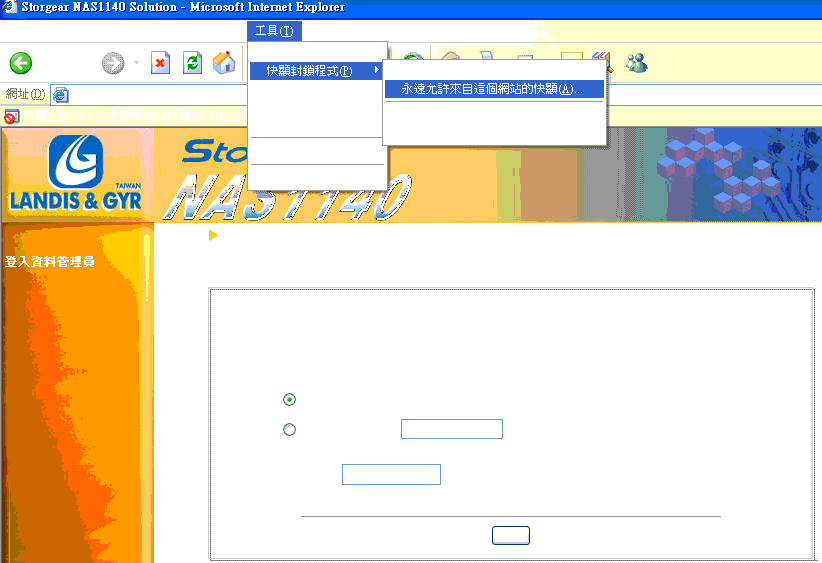 Storgear NAS1140 Solution - Microsoft Internet Explorer
工具(T)
快顯封鎖程式(P)
永遠允許來自這個網站的快顯(A)...
網址(D)
LANDIS & GYR
TAIWAN
NAS1140
登入資料管理員